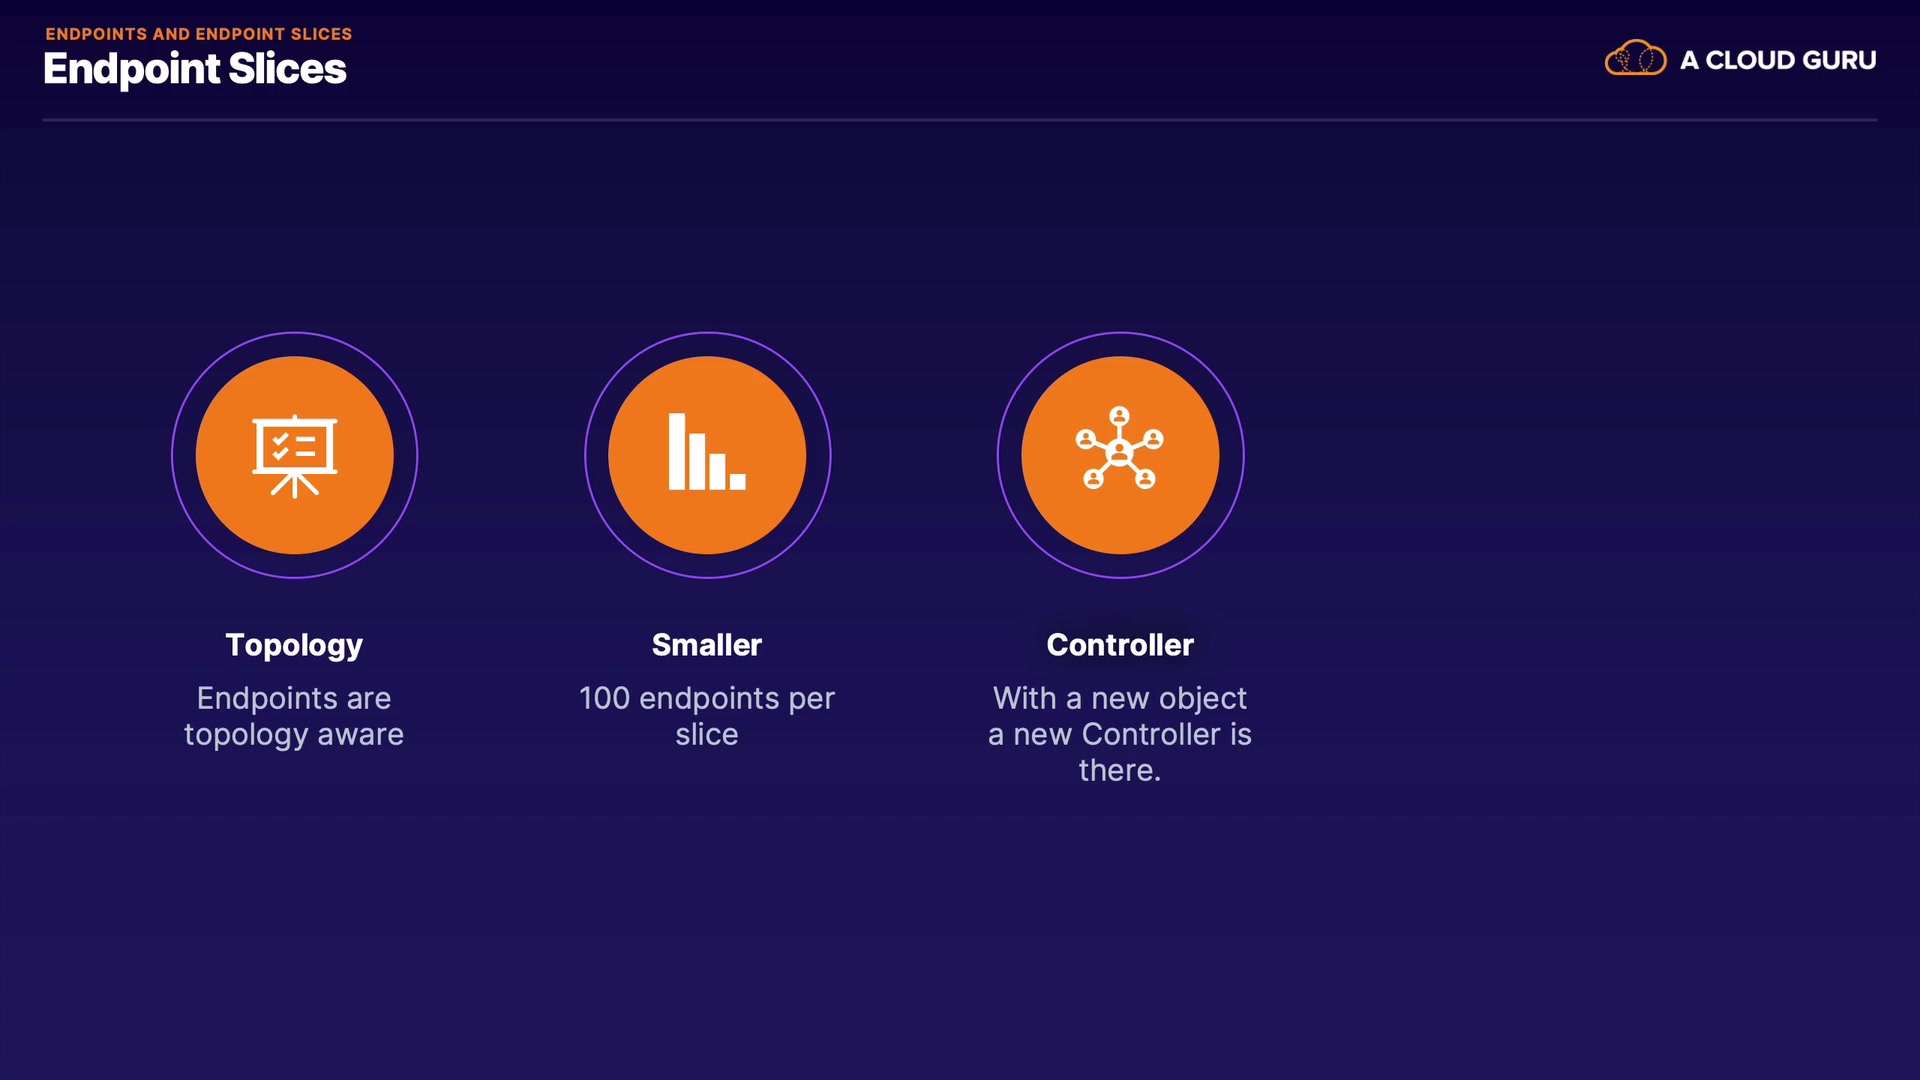 ENDPOINTS AND ENDPOINT SLICES
Endpoint Slices
A CLOUD GURU
Topology
Endpoints are
topology aware
Smaller
100 endpoints per
slice
Controller
With a new object
a new Controller is
there.